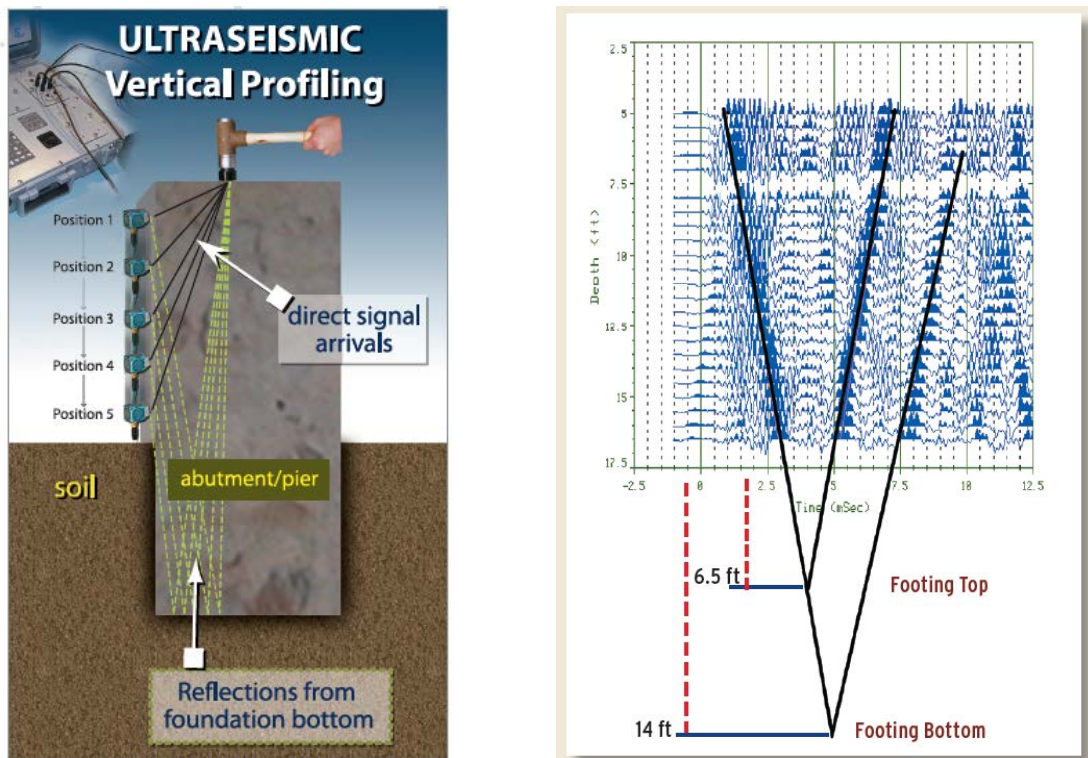 ULTRASEISMIC
Vertical Profiling
Position 1
Position 2
Position 3
Position 4
Position 5
direct signal
arrivals
soil
abutment/pier
Reflections from
foundation bottom
2.5
5
7.5
10
12.5
15
17.5
Depth (ft)
-2.5
0
2.5
5
7.5
10
12.5
Time (mSec)
6.5 ft
Footing Top
14 ft
Footing Bottom